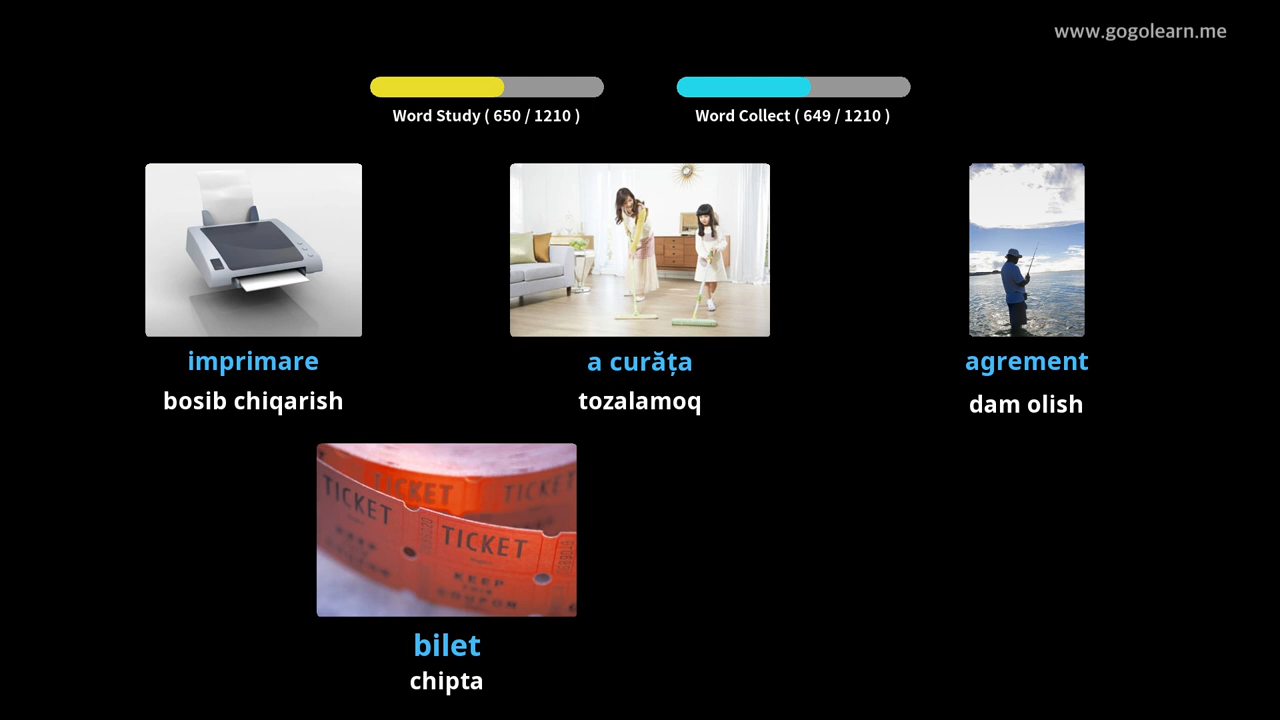 www.gogolearn.me
Word Study ( 650 / 1210 )
Word Collect ( 649 / 1210 )
imprimare
a curăța
agrement
bosib chiqarish
tozalamoq
dam olish
TICKET
TICKET
TICKET
TICKET
KEEP
COUPON
bilet
chipta